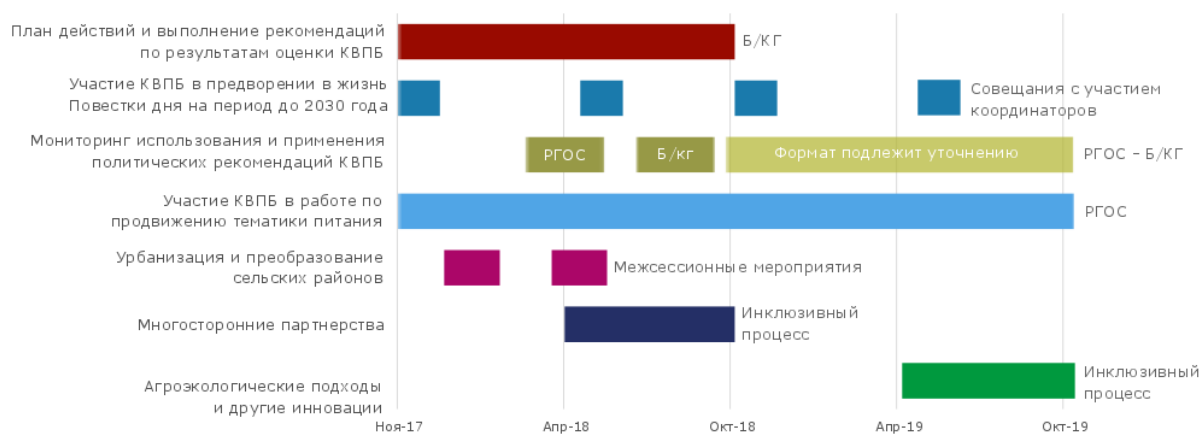 План действий и выполнение рекомендаций
по результатам оценки КВПБ
Б/КГ
Участие КВПБ в предворении в жизнь
Повестки дня на период до 2030 года
Совещания с участием
координаторов
Мониторинг использования и применения
политических рекомендаций КВПБ
РГОС
Б/кг
Формат подлежит уточнению
РГОС – Б/КГ
Участие КВПБ в работе по
продвижению тематики питания
РГОС
Урбанизация и преобразование
сельских районов
Межсессионные мероприятия
Многосторонние партнерства
Инклюзивный
процесс
Агроэкологические подходы
и другие инновации
Инклюзивный
процесс
Ноя-17
Апр-18
Окт-18
Апр-19
Окт-19